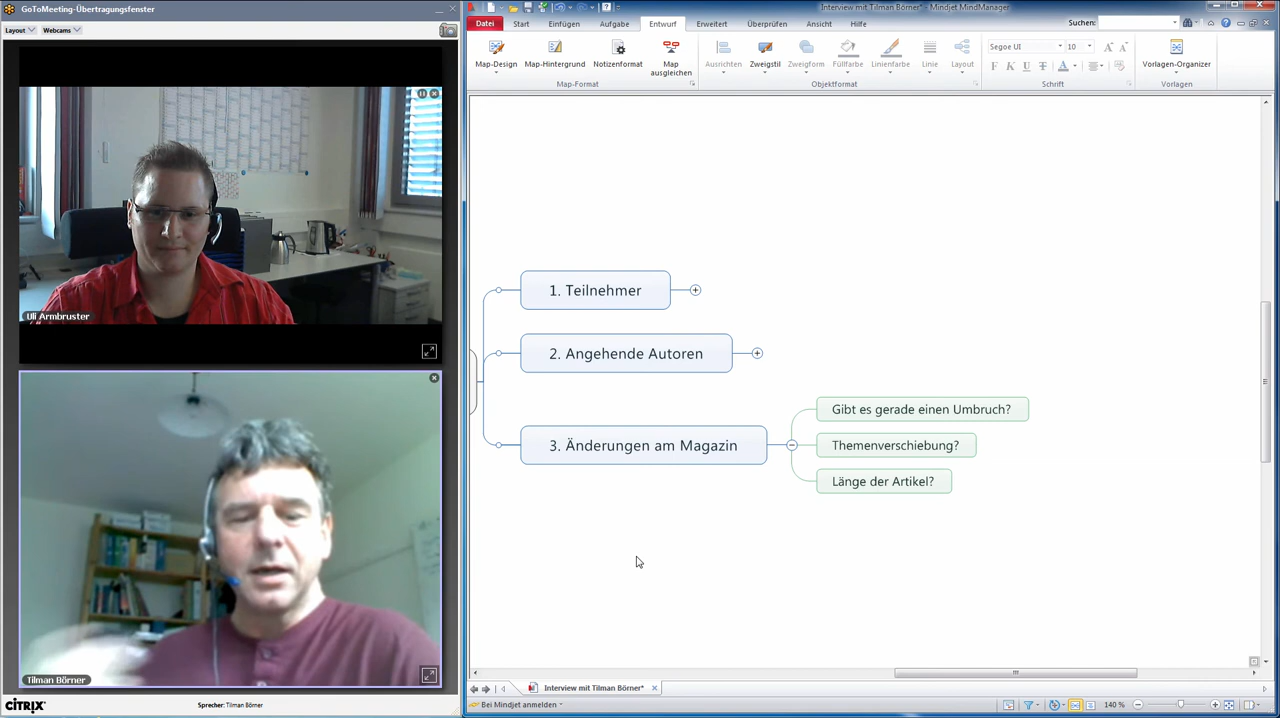 GoToMeeting-Übertragungsfenster
Layout
Webcams
Uli Armbruster
Tilman Börner
CITRIX
Sprecher: Tilman Börner
Interview mit Tilman Börner* - Mindjet MindManager
Datei
Start
Einfügen
Aufgabe
Entwurf
Erweitert
Überprüfen
Ansicht
Hilfe
Suchen:
Map-Design
Map-Hintergrund
Notizenformat
Map ausgleichen
Ausrichten
Zweigstil
Zweigform
Füllfarbe
Linienfarbe
Linie
Layout
Segoe UI
10
F K U T
A
Vorlagen-Organizer
Map-Format
Objektformat
Schrift
Vorlagen
1. Teilnehmer
2. Angehende Autoren
3. Änderungen am Magazin
Gibt es gerade einen Umbruch?
Themenverschiebung?
Länge der Artikel?
Interview mit Tilman Börner*
Bei Mindjet anmelden
140 %